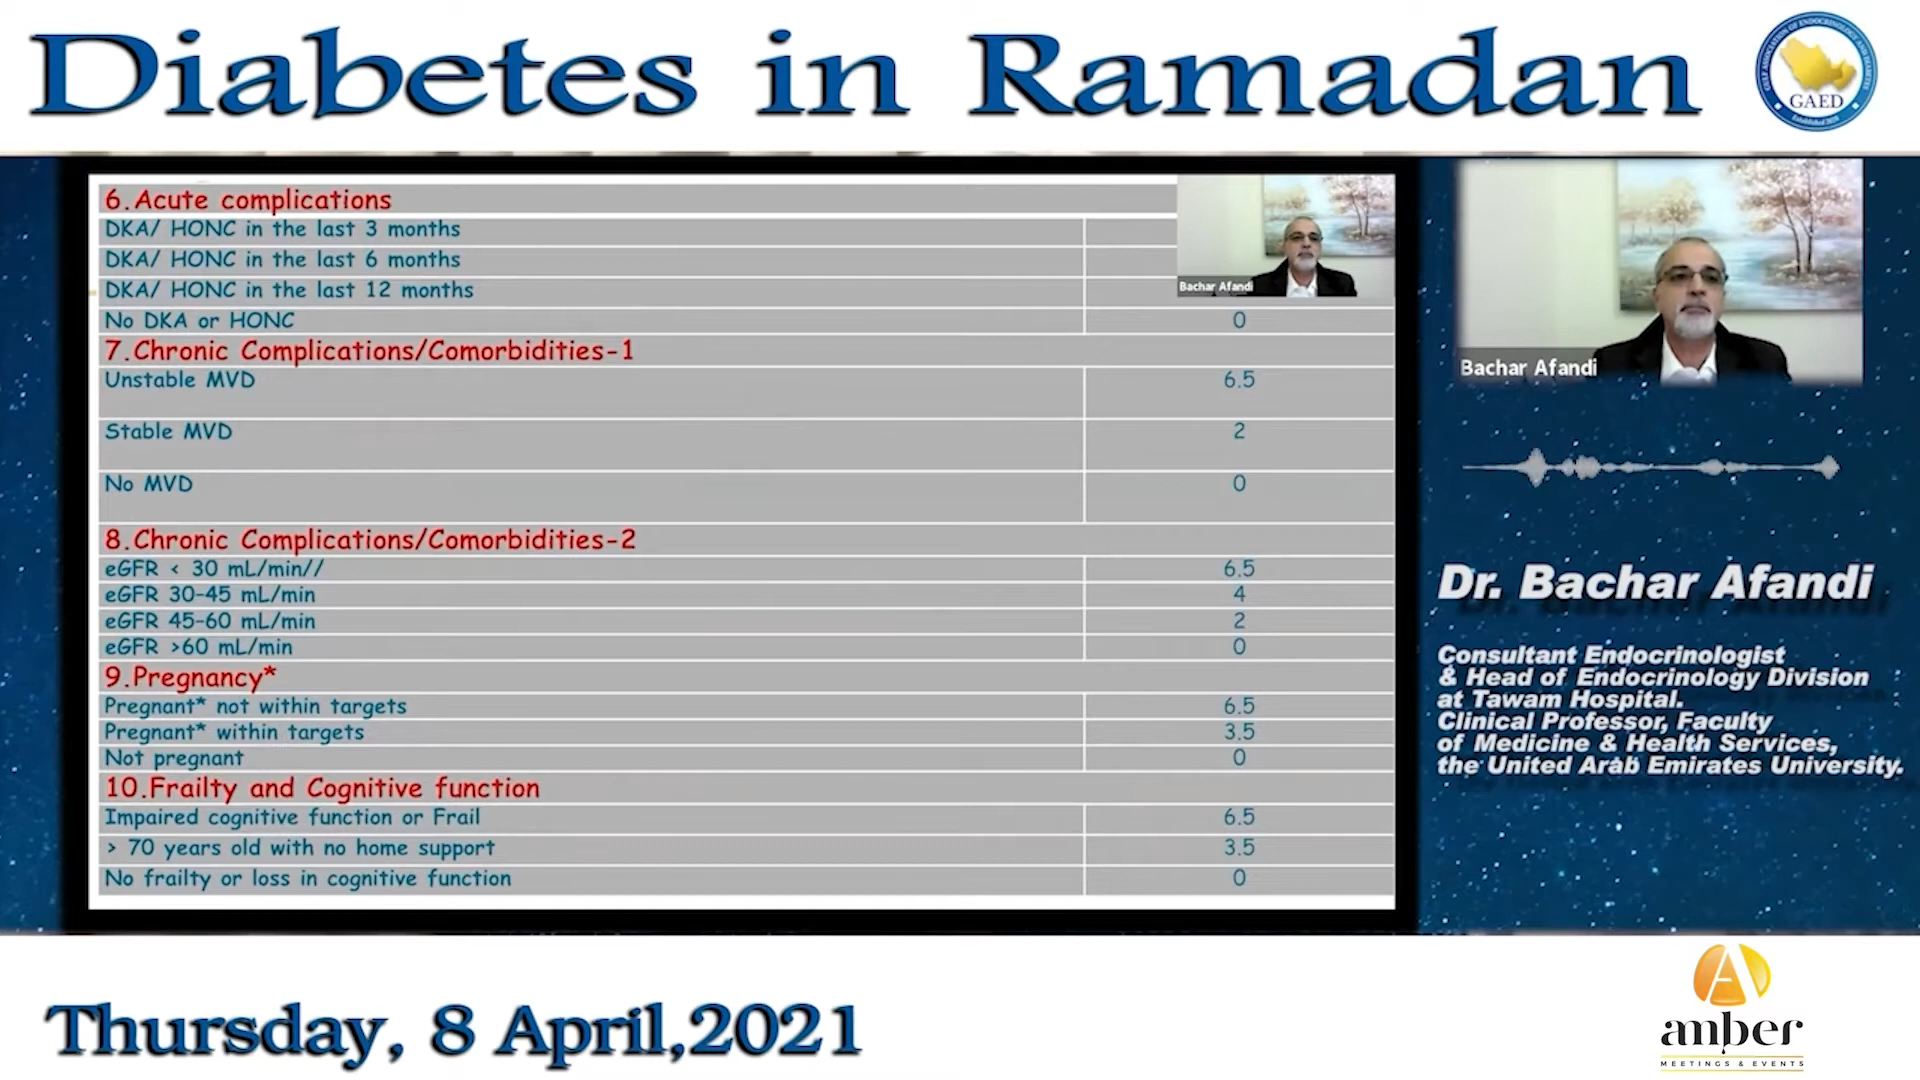 Diabetes in Ramadan
GAED
6.Acute complications
DKA/ HONC in the last 3 months
DKA/ HONC in the last 6 months
DKA/ HONC in the last 12 months
No DKA or HONC 0
7.Chronic Complications/Comorbidities-1
Unstable MVD 6.5
Stable MVD 2
No MVD 0
8.Chronic Complications/Comorbidities-2
eGFR < 30 mL/min// 6.5
eGFR 30-45 mL/min 4
eGFR 45-60 mL/min 2
eGFR >60 mL/min 0
9.Pregnancy*
Pregnant* not within targets 6.5
Pregnant* within targets 3.5
Not pregnant 0
10.Frailty and Cognitive function
Impaired cognitive function or Frail 6.5
> 70 years old with no home support 3.5
No frailty or loss in cognitive function 0
Bachar Afandi
Bachar Afandi
Dr. Bachar Afandi
Consultant Endocrinologist
& Head of Endocrinology Division
at Tawam Hospital.
Clinical Professor, Faculty
of Medicine & Health Services,
the United Arab Emirates University.
Thursday, 8 April,2021
amber
MEETINGS & EVENTS